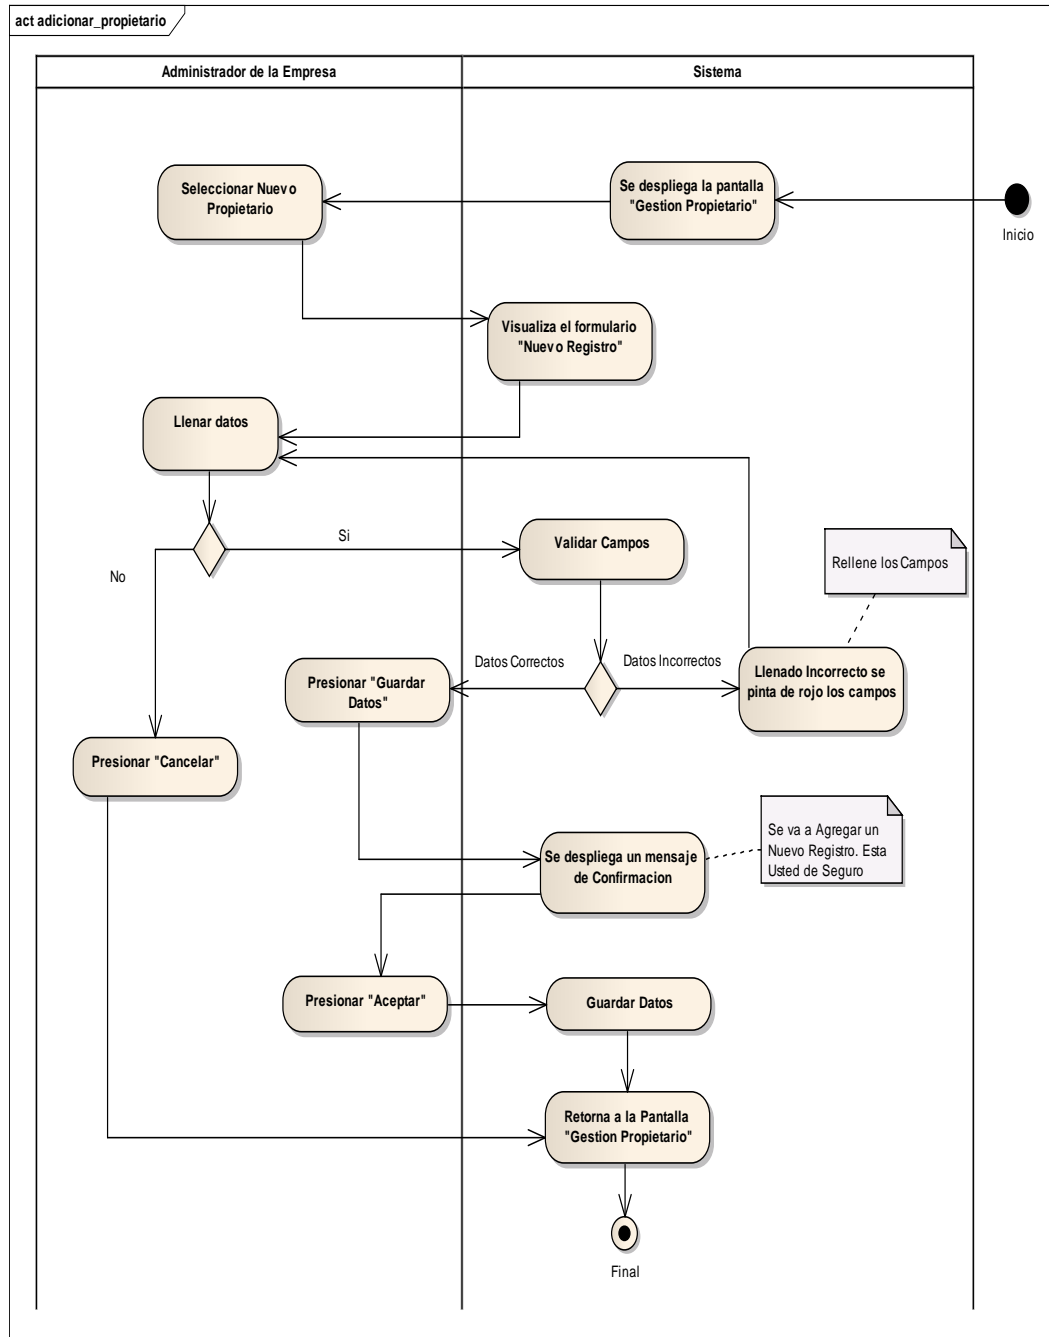 act adicionar_propietario
Administrador de la Empresa
Sistema
Seleccionar Nuevo
Propietario
Se despliega la pantalla
"Gestion Propietario"
Inicio
Visualiza el formulario
"Nuevo Registro"
Llenar datos
Si
No
Validar Campos
Rellene los Campos
Datos Correctos
Datos Incorrectos
Presionar "Guardar
Datos"
Llenado Incorrecto se
pinta de rojo los campos
Presionar "Cancelar"
Se despliega un mensaje
de Confirmacion
Se va a Agregar un
Nuevo Registro. Esta
Usted de Seguro
Presionar "Aceptar"
Guardar Datos
Retorna a la Pantalla
"Gestion Propietario"
Final